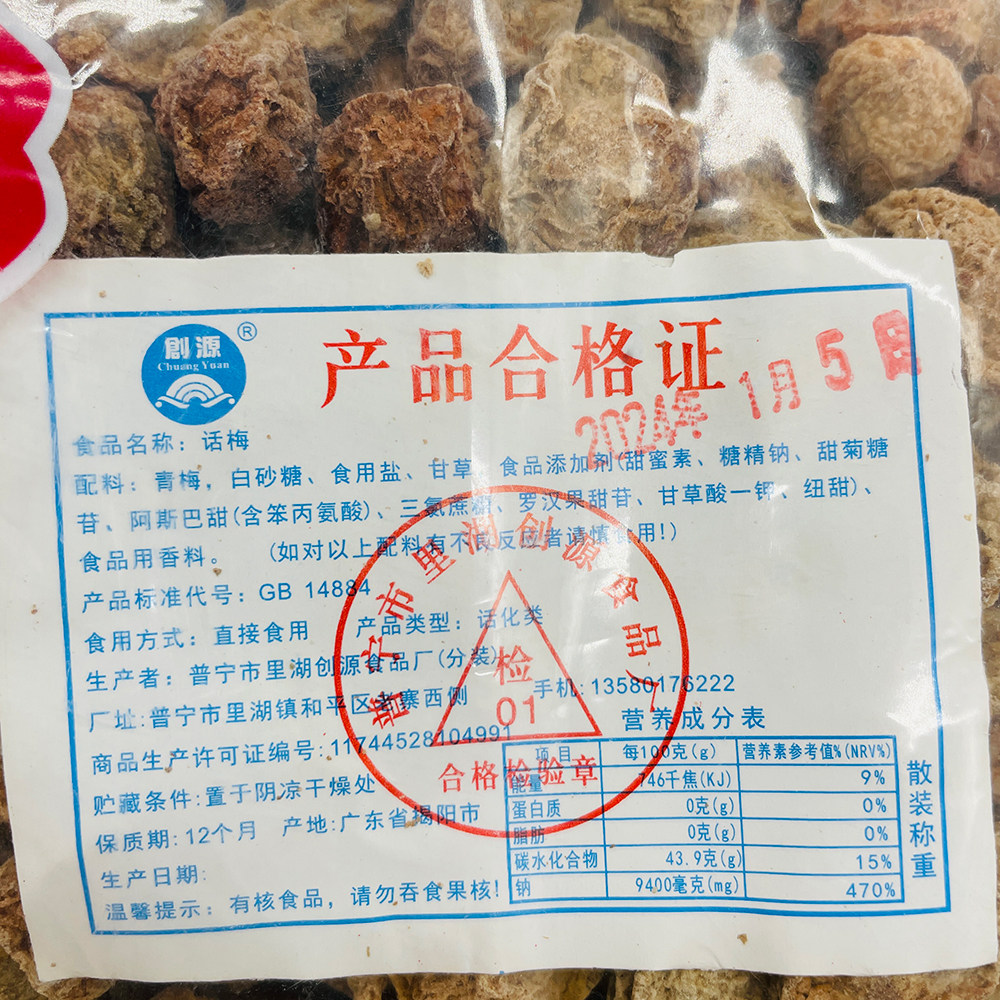 創源
Chuang Yuan
®
产品合格证
2024年 1月 5日
食品名称：话梅
配料：青梅，白砂糖、食用盐、甘草、食品添加剂(甜蜜素、糖精钠、甜菊糖
苷、阿斯巴甜(含笨丙氨酸)、三氯蔗糖、罗汉果甜苷、甘草酸一钾、纽甜)、
食品用香料。 (如对以上配料有不良反应者请慎食用!)
产品标准代号：GB 14884
食用方式：直接食用 产品类型：话化类
生产者：普宁市里湖创源食品厂(分装)
厂址:普宁市里湖镇和平区老寨西侧 手机:13580176222
商品生产许可证编号:11744528104991
贮藏条件:置于阴凉干燥处
保质期:12个月 产地:广东省揭阳市
生产日期:
温馨提示：有核食品，请勿吞食果核!
普宁市里湖创源食品厂
检
01
合格检验章
营养成分表
项目 每100克(g) 营养素参考值%(NRV%)
能量 746千焦(KJ) 9%
蛋白质 0克(g) 0%
脂肪 0克(g) 0%
碳水化合物 43.9克(g) 15%
钠 9400毫克(mg) 470%
散装称重